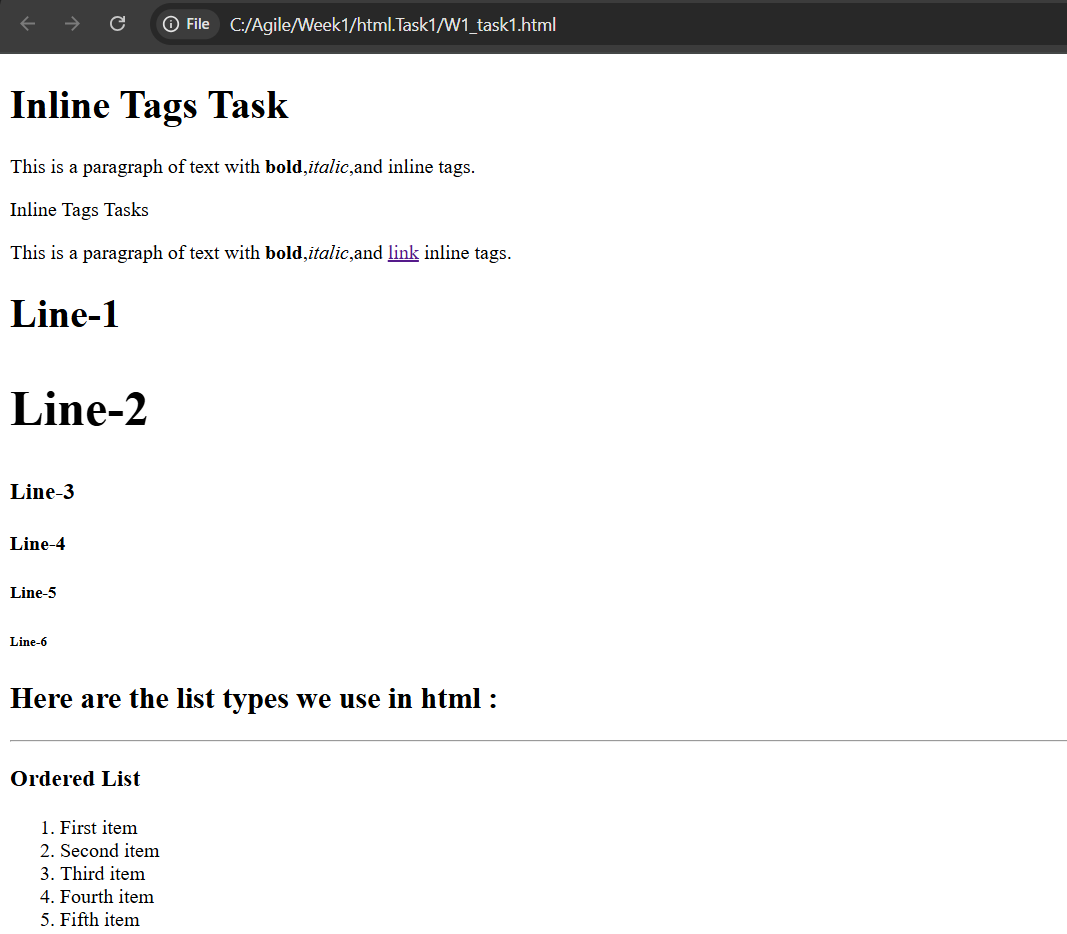 File C:/Agile/Week1/html.Task1/W1_task1.html
Inline Tags Task
This is a paragraph of text with bold,italic,and inline tags.
Inline Tags Tasks
This is a paragraph of text with bold,italic,and link inline tags.
Line-1
Line-2
Line-3
Line-4
Line-5
Line-6
Here are the list types we use in html :
Ordered List
1. First item
2. Second item
3. Third item
4. Fourth item
5. Fifth item